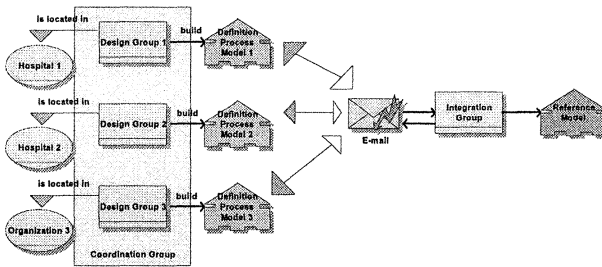 is located in
Design Group 1
build
Definition
Process
Model 1
Hospital 1
is located in
Design Group 2
build
Definition
Process
Model 2
Hospital 2
E-mail
Integration
Group
Reference
Model
is located in
Design Group 3
build
Definition
Process
Model 3
Organization 3
Coordination Group